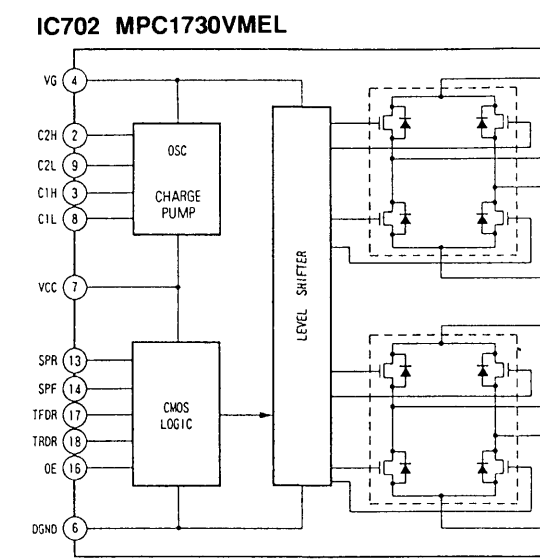 IC702 MPC1730VMEL
VG 4
C2H 2
C2L 9
C1H 3
C1L 8
OSC
CHARGE
PUMP
VCC 7
LEVEL SHIFTER
SPR 13
SPF 14
TFDR 17
TRDR 18
OE 16
CMOS
LOGIC
DGND 6